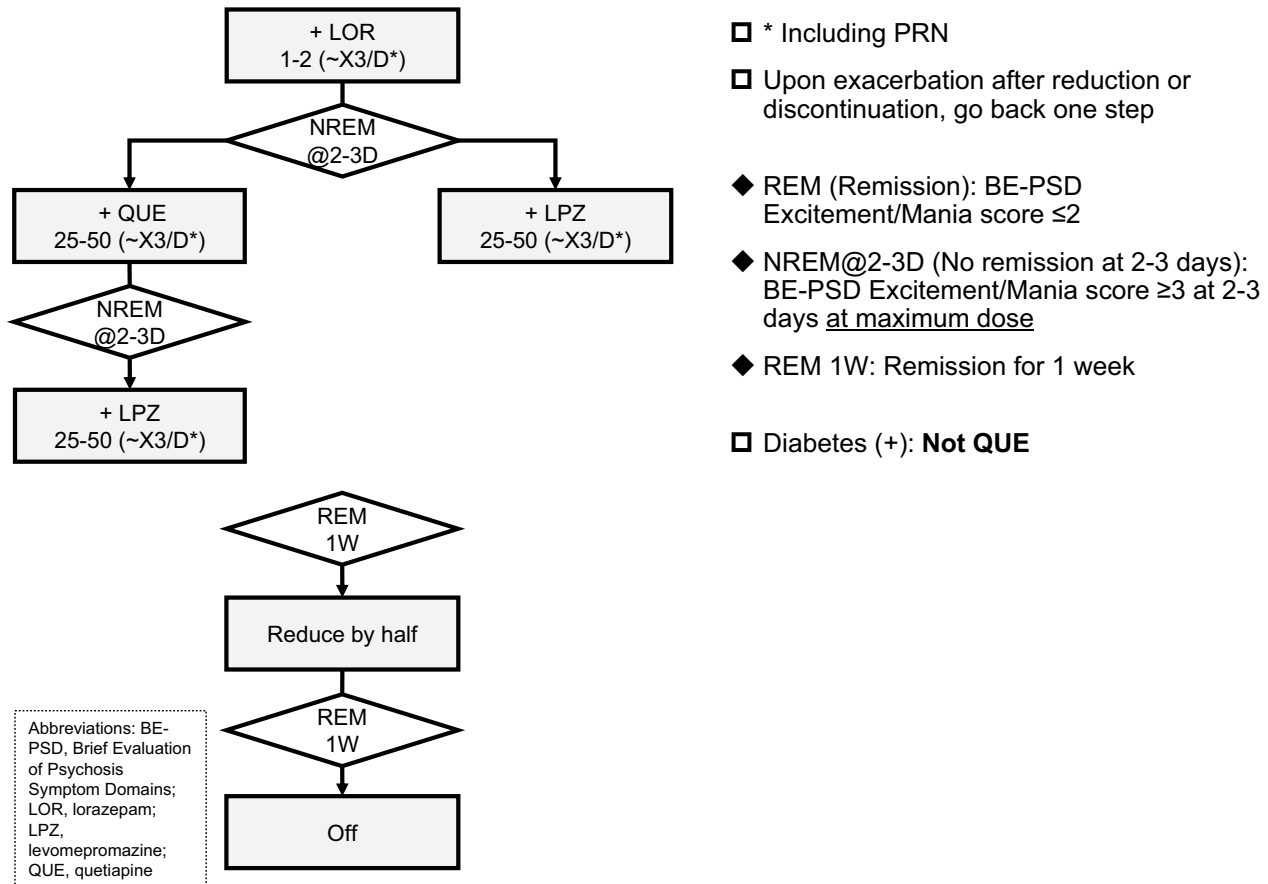 + LOR
1-2 (~X3/D*)
NREM
@2-3D
+ QUE
25-50 (~X3/D*)
+ LPZ
25-50 (~X3/D*)
NREM
@2-3D
+ LPZ
25-50 (~X3/D*)
REM
1W
Reduce by half
REM
1W
Off
Abbreviations: BE-
PSD, Brief Evaluation
of Psychosis
Symptom Domains;
LOR, lorazepam;
LPZ,
levomepromazine;
QUE, quetiapine
* Including PRN
Upon exacerbation after reduction or
discontinuation, go back one step
REM (Remission): BE-PSD
Excitement/Mania score ≤2
NREM@2-3D (No remission at 2-3 days):
BE-PSD Excitement/Mania score ≥3 at 2-3
days at maximum dose
REM 1W: Remission for 1 week
Diabetes (+): Not QUE